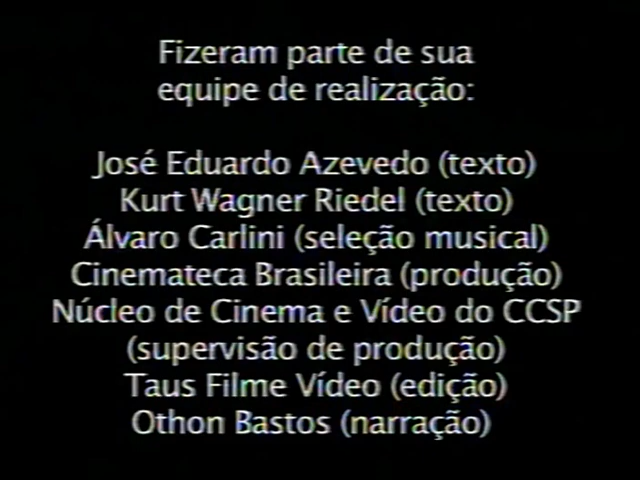 Fizeram parte de sua
equipe de realização:
José Eduardo Azevedo (texto)
Kurt Wagner Riedel (texto)
Álvaro Carlini (seleção musical)
Cinemateca Brasileira (produção)
Núcleo de Cinema e Vídeo do CCSP
(supervisão de produção)
Taus Filme Vídeo (edição)
Othon Bastos (narração)